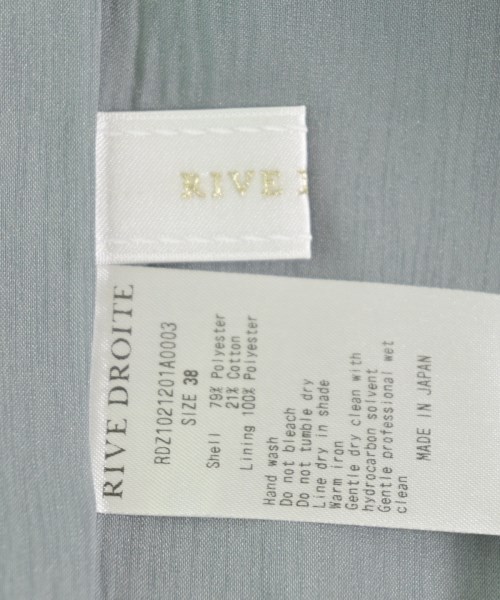 RIVE
RIVE DROITE
RDZ1021201A0003
SIZE 38
Shell 79% Polyester
21% Cotton
Lining 100% Polyester
Hand wash
Do not bleach
Do not tumble dry
Line dry in shade
Warm iron
Gentle dry clean with
hydrocarbon solvent
Gentle professional wet
clean
MADE IN JAPAN